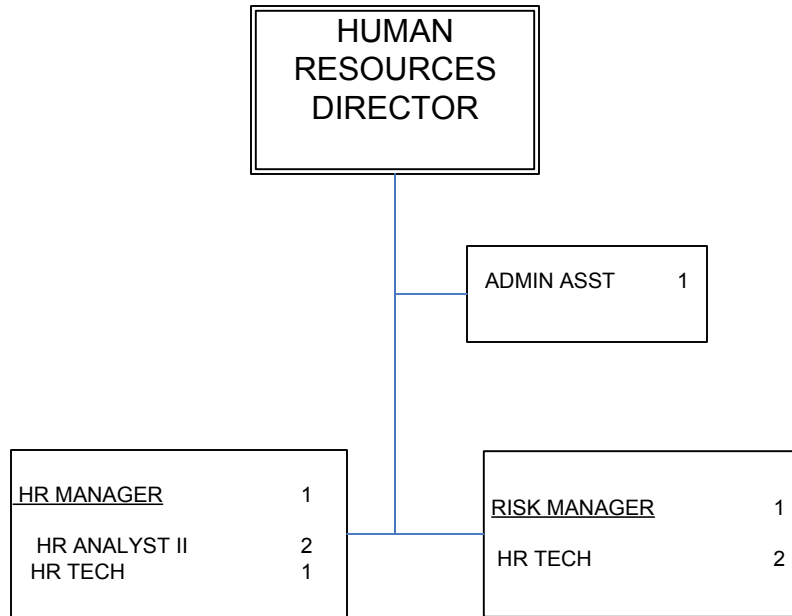 HUMAN
RESOURCES
DIRECTOR
ADMIN ASST 1
HR MANAGER 1
HR ANALYST II 2
HR TECH 1
RISK MANAGER 1
HR TECH 2